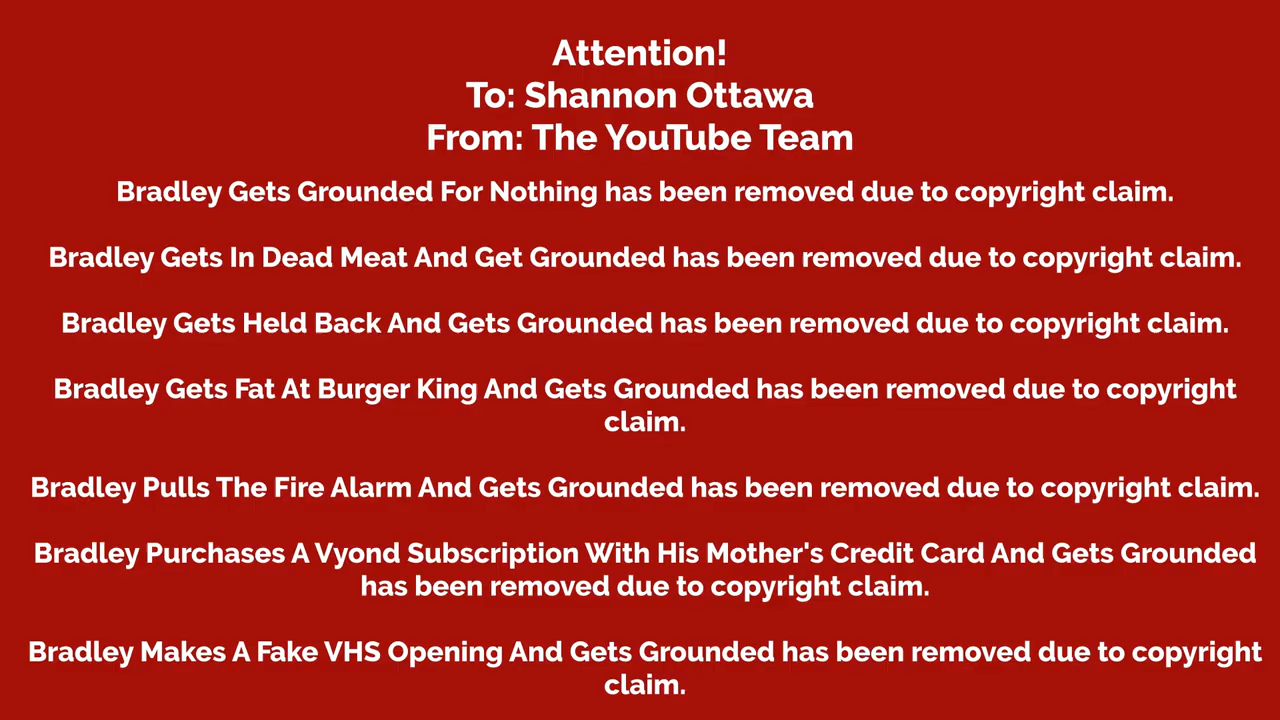 Attention!
To: Shannon Ottawa
From: The YouTube Team
Bradley Gets Grounded For Nothing has been removed due to copyright claim.
Bradley Gets In Dead Meat And Get Grounded has been removed due to copyright claim.
Bradley Gets Held Back And Gets Grounded has been removed due to copyright claim.
Bradley Gets Fat At Burger King And Gets Grounded has been removed due to copyright
claim.
Bradley Pulls The Fire Alarm And Gets Grounded has been removed due to copyright claim.
Bradley Purchases A Vyond Subscription With His Mother's Credit Card And Gets Grounded
has been removed due to copyright claim.
Bradley Makes A Fake VHS Opening And Gets Grounded has been removed due to copyright
claim.